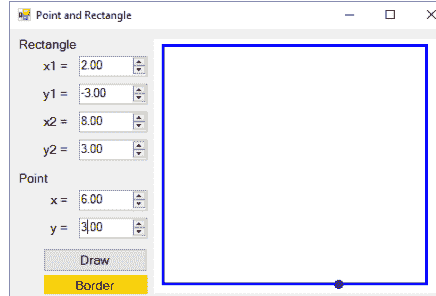 Point and Rectangle
Rectangle
x1 = 2.00
y1 = -3.00
x2 = 8.00
y2 = 3.00
Point
x = 6.00
y = 3.00
Draw
Border